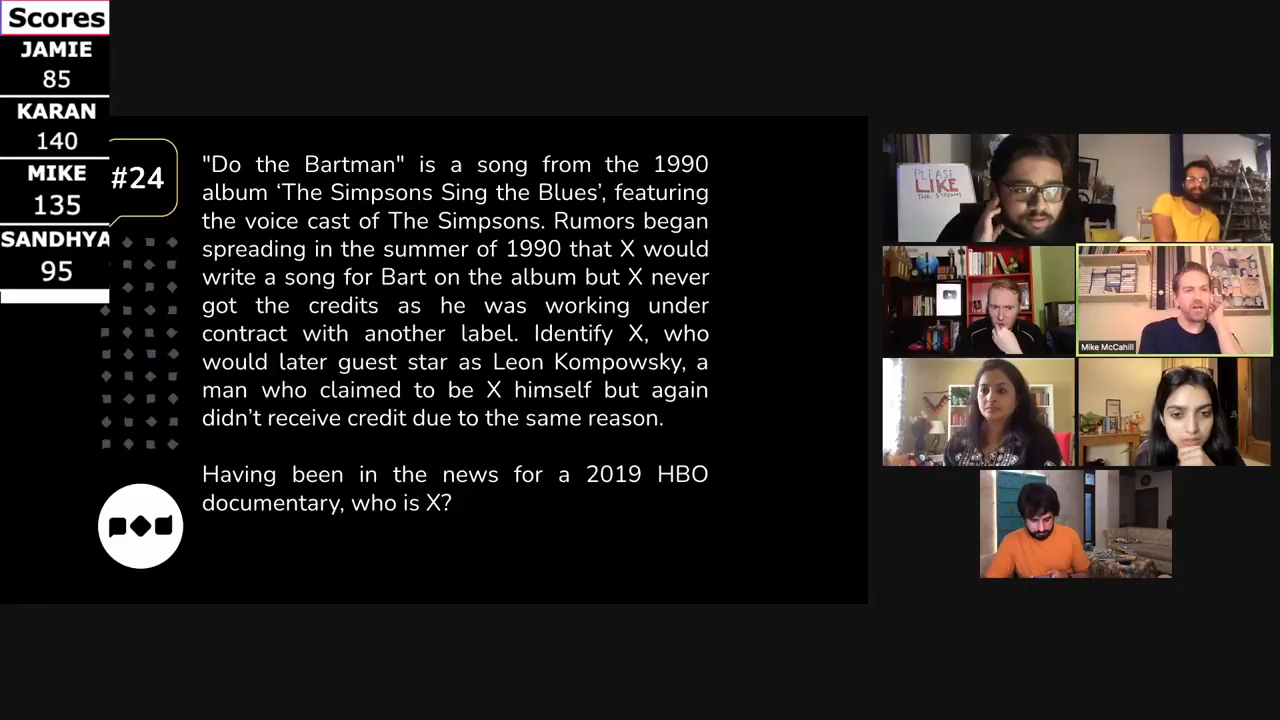 Scores
JAMIE
85
KARAN
140
MIKE
135
SANDHYA
95
#24
"Do the Bartman" is a song from the 1990
album ‘The Simpsons Sing the Blues’, featuring
the voice cast of The Simpsons. Rumors began
spreading in the summer of 1990 that X would
write a song for Bart on the album but X never
got the credits as he was working under
contract with another label. Identify X, who
would later guest star as Leon Kompowsky, a
man who claimed to be X himself but again
didn’t receive credit due to the same reason.
Having been in the news for a 2019 HBO
documentary, who is X?
PLEASE
LIKE
THE STREAM
Mike McCahill